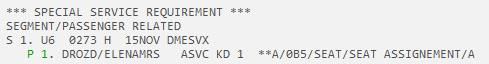 *** SPECIAL SERVICE REQUIREMENT ***
SEGMENT/PASSENGER RELATED
S 1. U6  0273 H  15NOV DMESVX
   P 1. DROZD/ELENAMRS   ASVC KD 1  **A/0B5/SEAT/SEAT ASSIGNEMENT/A